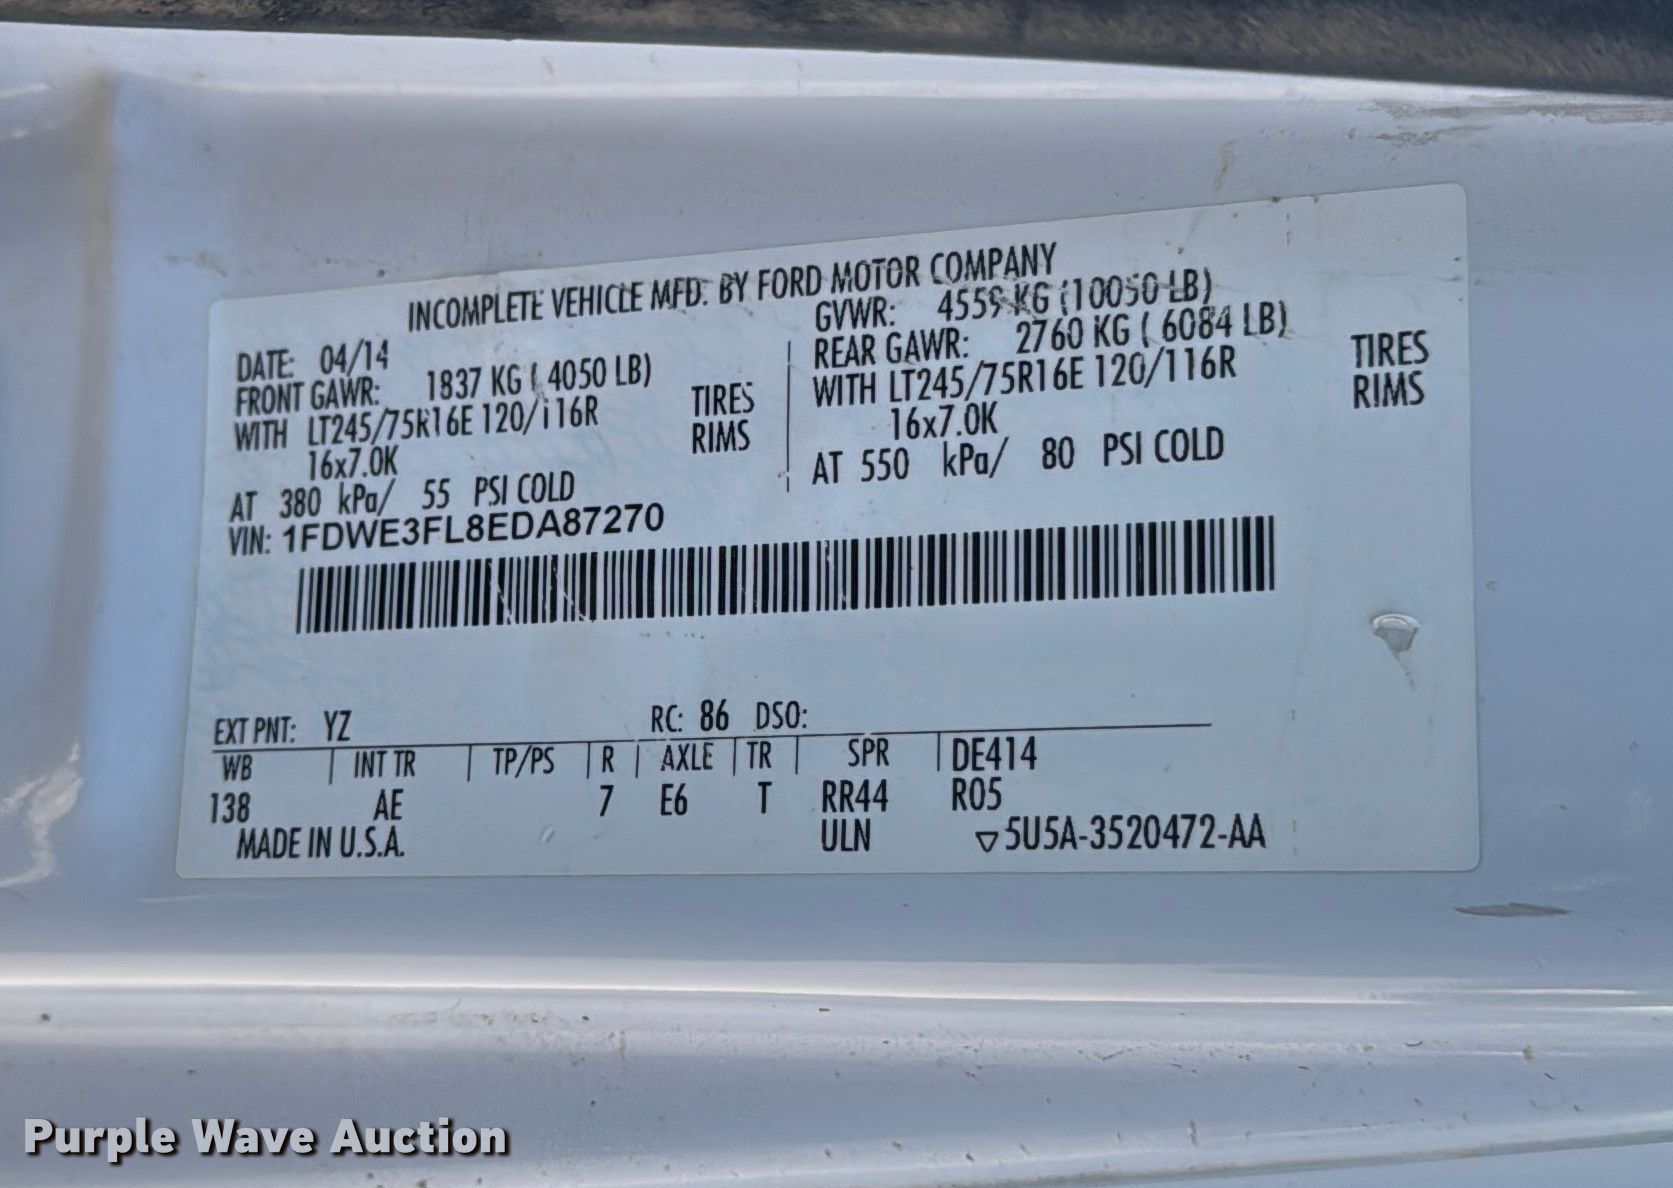 INCOMPLETE VEHICLE MFD. BY FORD MOTOR COMPANY
DATE: 04/14
GVWR: 4559 KG (10050 LB)
FRONT GAWR: 1837 KG ( 4050 LB)
REAR GAWR: 2760 KG ( 6084 LB)
WITH LT245/75R16E 120/116R TIRES
WITH LT245/75R16E 120/116R TIRES
16x7.0K RIMS
16x7.0K RIMS
AT 380 kPa/ 55 PSI COLD
AT 550 kPa/ 80 PSI COLD
VIN: 1FDWE3FL8EDA87270
EXT PNT: YZ RC: 86 DSO:
WB | INT TR | TP/PS | R | AXLE | TR | SPR | DE414
138 AE 7 E6 T RR44 R05
MADE IN U.S.A. ULN ▽5U5A-3520472-AA
Purple Wave Auction